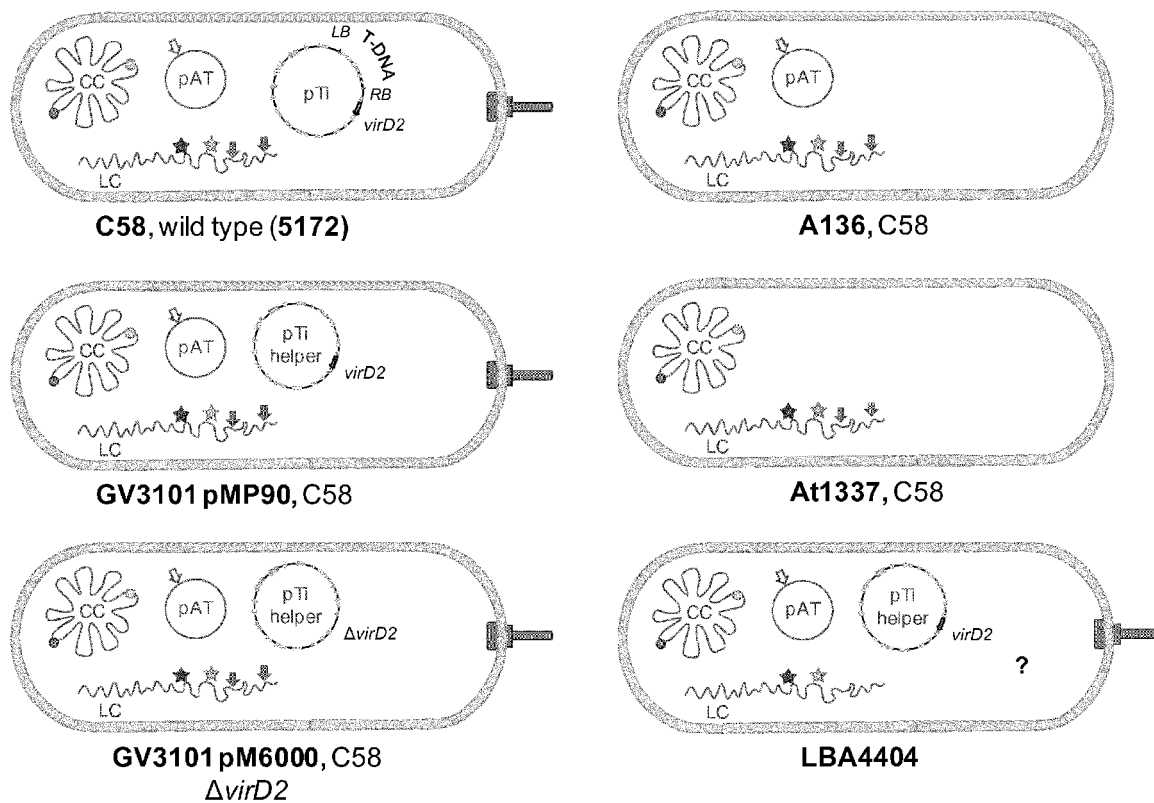 LB
T-DNA
CC
pAT
pTi
RB
virD2
LC
C58, wild type (5172)
CC
pAT
LC
A136, C58
CC
pAT
pTi
helper
virD2
LC
GV3101 pMP90, C58
CC
LC
At1337, C58
CC
pAT
pTi
helper
ΔvirD2
LC
GV3101 pM6000, C58
ΔvirD2
CC
pAT
pTi
helper
virD2
?
LC
LBA4404